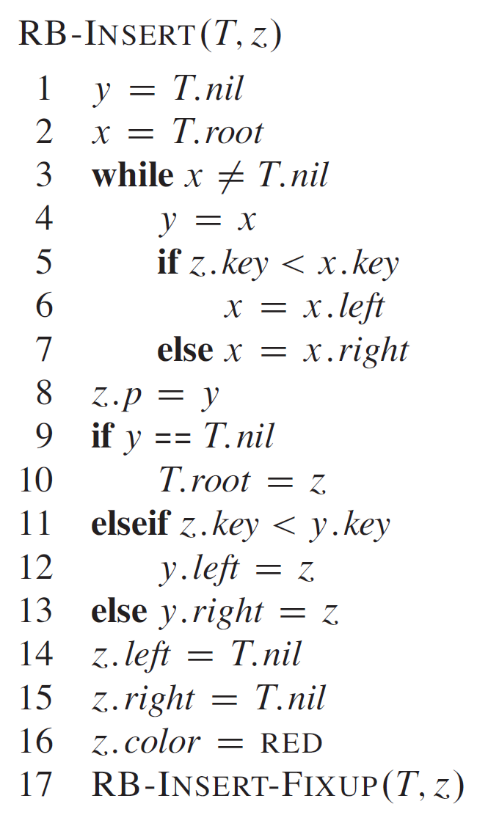 RB-INSERT(T, z)
1 y = T.nil
2 x = T.root
3 while x ≠ T.nil
4 y = x
5 if z.key < x.key
6 x = x.left
7 else x = x.right
8 z.p = y
9 if y == T.nil
10 T.root = z
11 elseif z.key < y.key
12 y.left = z
13 else y.right = z
14 z.left = T.nil
15 z.right = T.nil
16 z.color = RED
17 RB-INSERT-FIXUP(T, z)